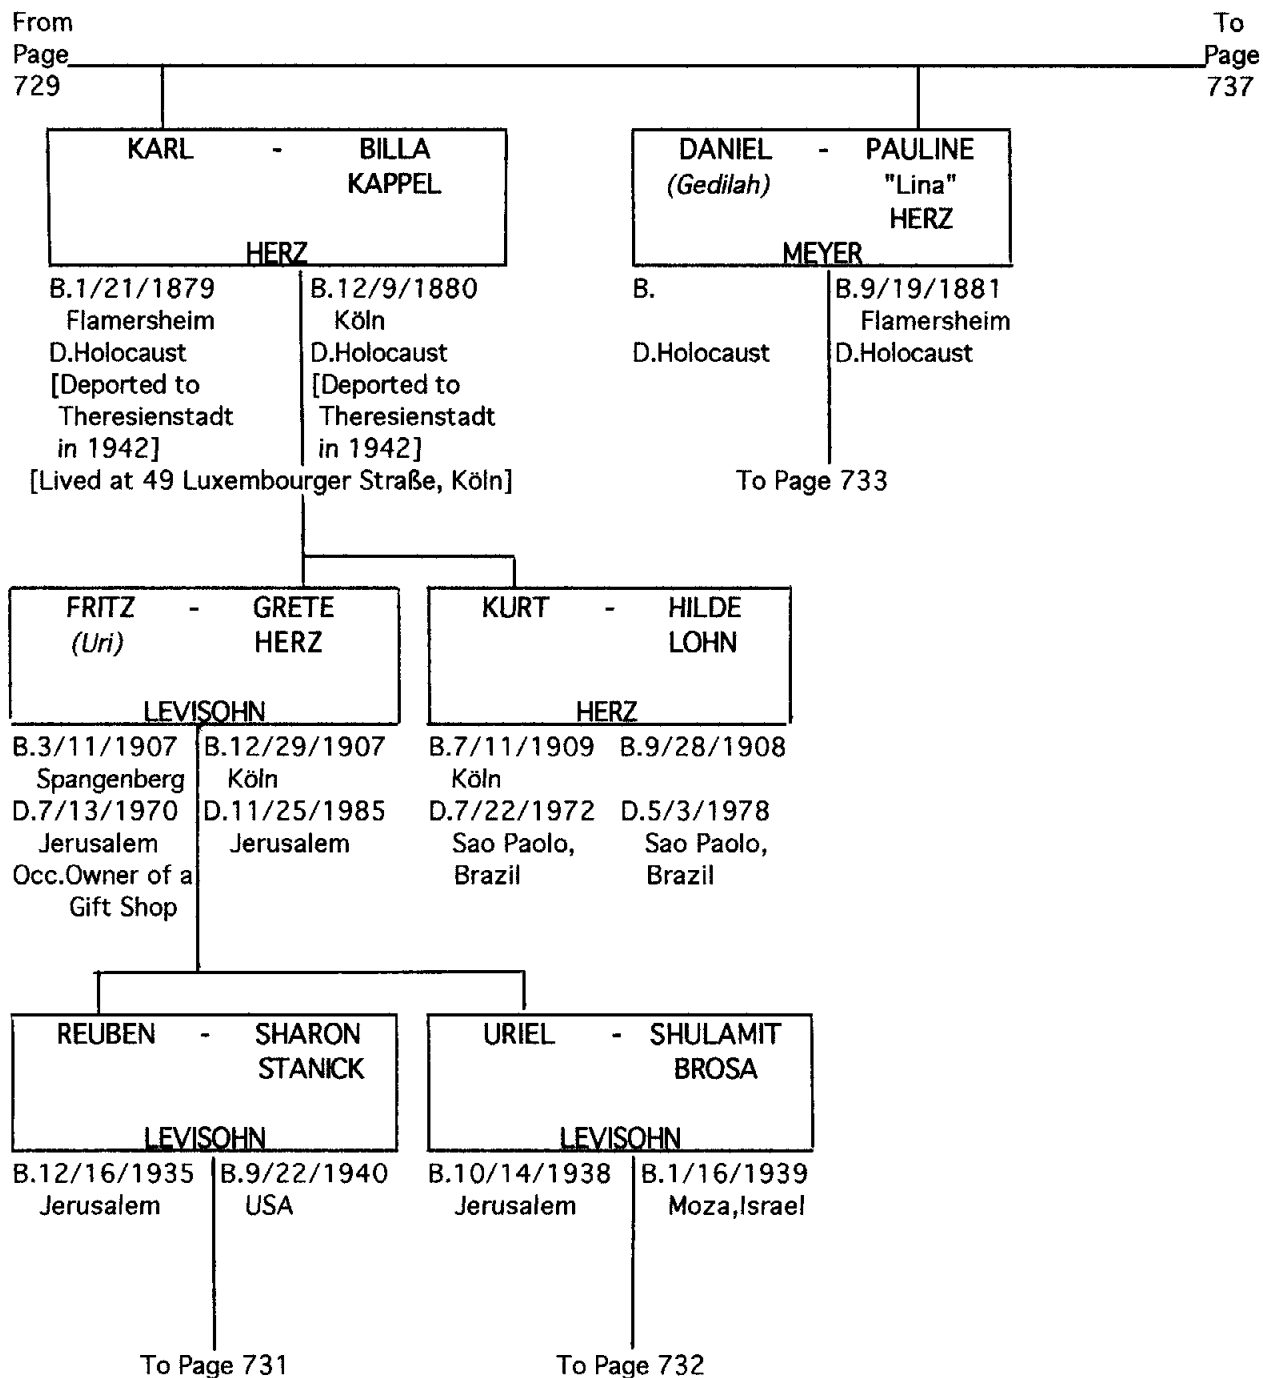 From
Page
729
To
Page
737
KARL - BILLA
KAPPEL
HERZ
B.1/21/1879
Flamersheim
D.Holocaust
[Deported to
Theresienstadt
in 1942]
B.12/9/1880
Köln
D.Holocaust
[Deported to
Theresienstadt
in 1942]
[Lived at 49 Luxembourger Straße, Köln]
DANIEL - PAULINE
(Gedilah) "Lina"
HERZ
MEYER
B.
D.Holocaust
B.9/19/1881
Flamersheim
D.Holocaust
To Page 733
FRITZ - GRETE
(Uri) HERZ
LEVISOHN
B.3/11/1907
Spangenberg
D.7/13/1970
Jerusalem
Occ.Owner of a
Gift Shop
B.12/29/1907
Köln
D.11/25/1985
Jerusalem
KURT - HILDE
LOHN
HERZ
B.7/11/1909
Köln
D.7/22/1972
Sao Paolo,
Brazil
B.9/28/1908
D.5/3/1978
Sao Paolo,
Brazil
REUBEN - SHARON
STANICK
LEVISOHN
B.12/16/1935
Jerusalem
B.9/22/1940
USA
To Page 731
URIEL - SHULAMIT
BROSA
LEVISOHN
B.10/14/1938
Jerusalem
B.1/16/1939
Moza,Israel
To Page 732